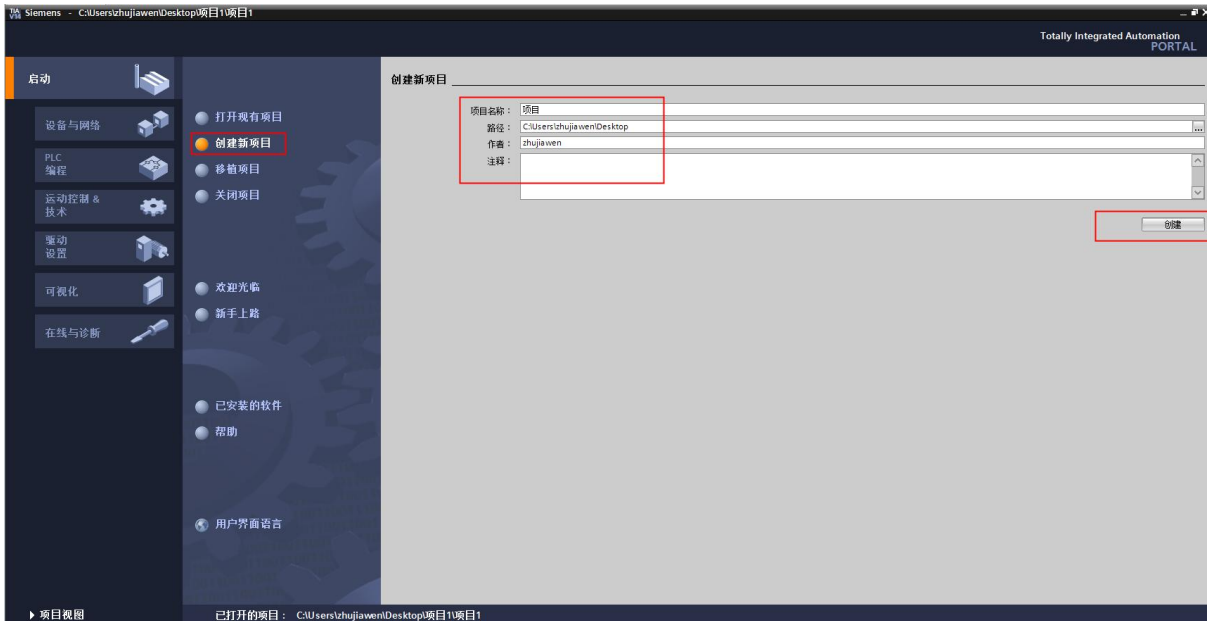 TIA V14 Siemens - C:\Users\zhujiawen\Desktop\项目1\项目1
Totally Integrated Automation
PORTAL
启动
设备与网络
PLC
编程
运动控制 &
技术
驱动
设置
可视化
在线与诊断
打开现有项目
创建新项目
移植项目
关闭项目
欢迎光临
新手上路
已安装的软件
帮助
用户界面语言
创建新项目
项目名称： 项目
路径： C:\Users\zhujiawen\Desktop
...
作者： zhujiawen
注释：
创建
项目视图
已打开的项目： C:\Users\zhujiawen\Desktop\项目1\项目1